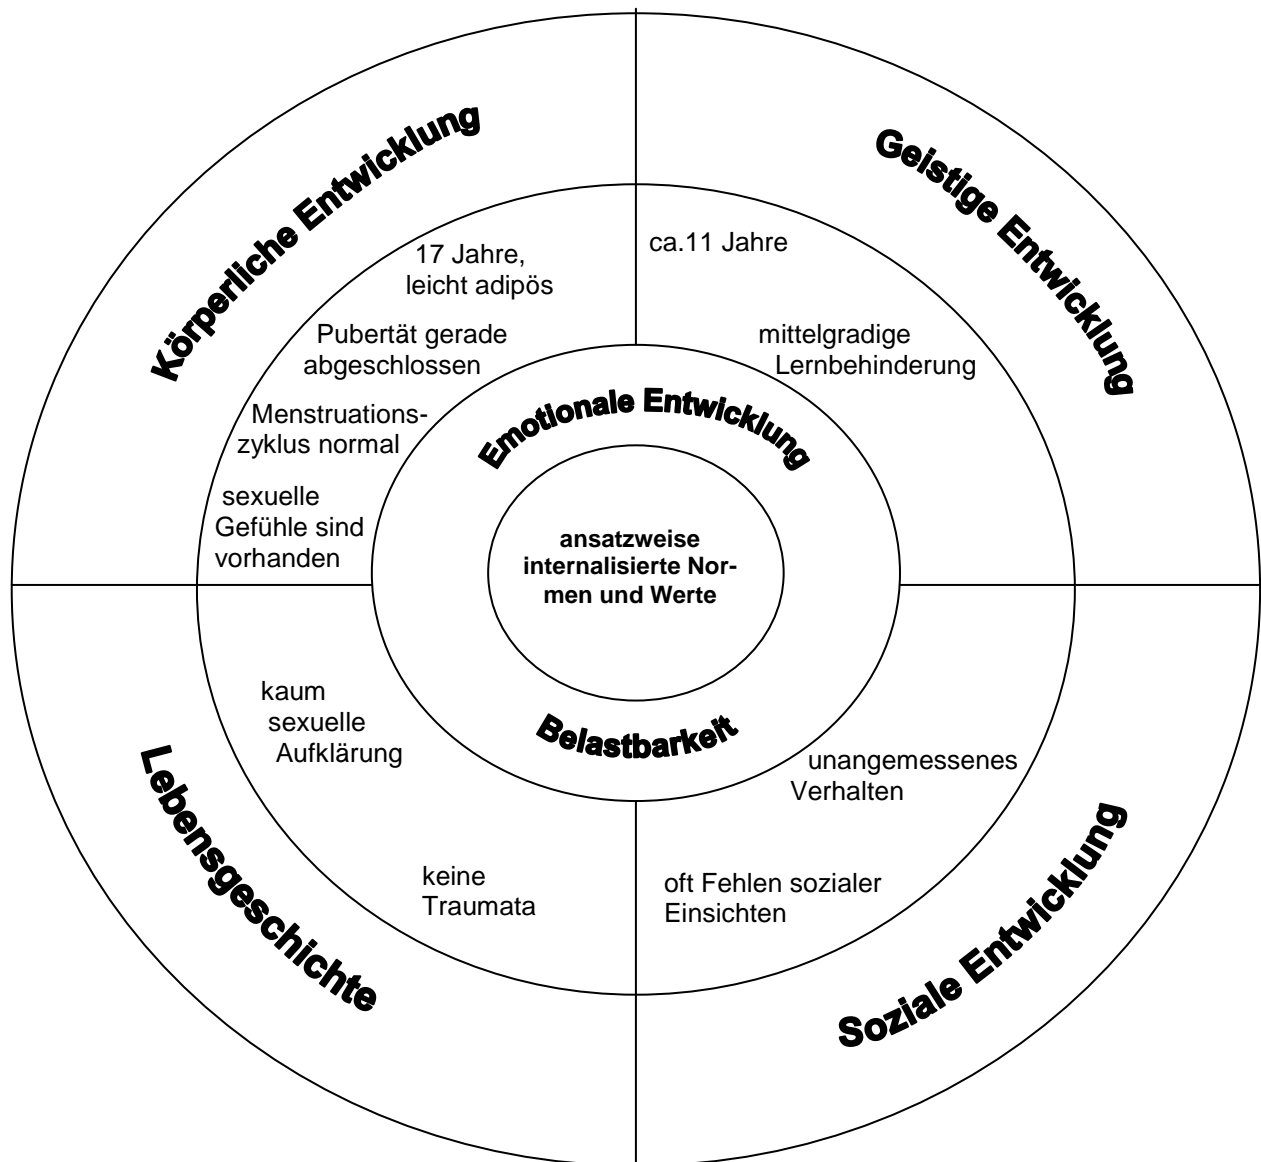 Körperliche Entwicklung
17 Jahre,
leicht adipös
Pubertät gerade
abgeschlossen
Menstruations-
zyklus normal
sexuelle
Gefühle sind
vorhanden
Geistige Entwicklung
ca.11 Jahre
mittelgradige
Lernbehinderung
Emotionale Entwicklung
ansatzweise
internalisierte Nor-
men und Werte
Belastbarkeit
Lebensgeschichte
kaum
sexuelle
Aufklärung
keine
Traumata
Soziale Entwicklung
unangemessenes
Verhalten
oft Fehlen sozialer
Einsichten